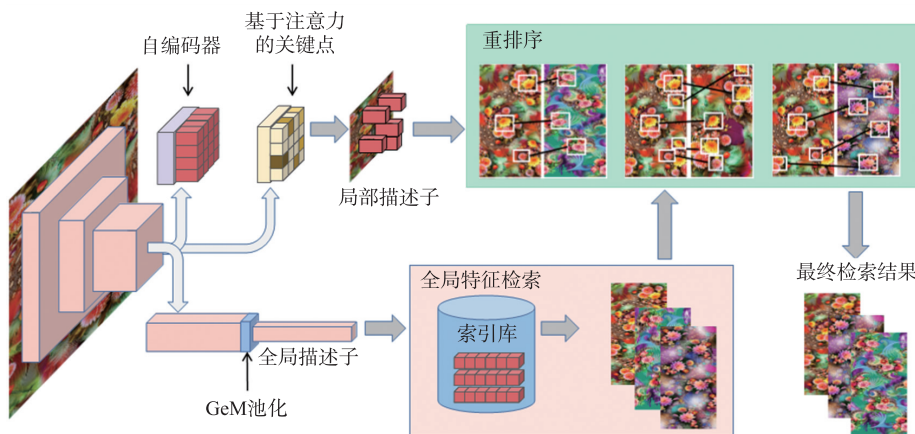 自编码器
基于注意力
的关键点
局部描述子
重排序
全局描述子
GeM池化
全局特征检索
索引库
最终检索结果